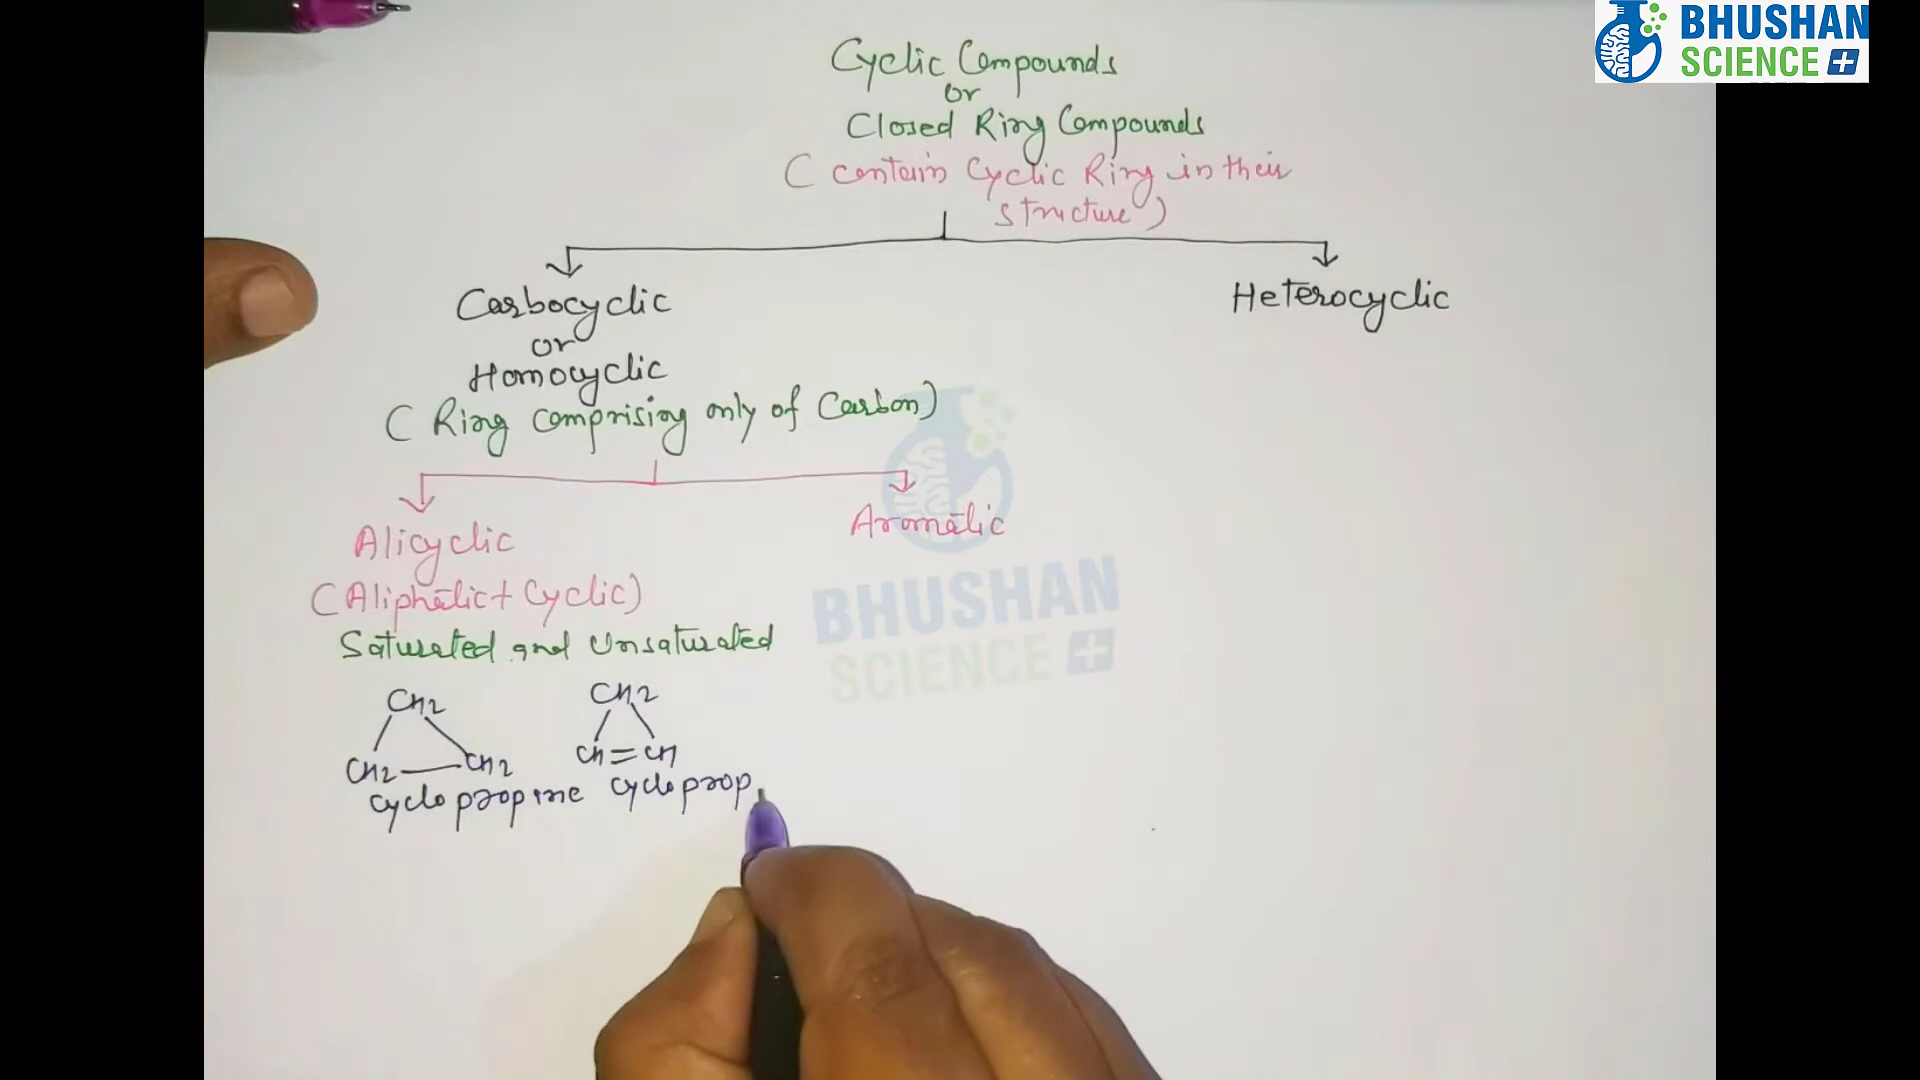 BHUSHAN
SCIENCE +
Cyclic Compounds
or
Closed Ring Compounds
( contain Cyclic Ring in their
structure )
Carbocyclic
or
Homocyclic
( Ring comprising only of Carbon)
Heterocyclic
Alicyclic
(Aliphatic + Cyclic)
Aromatic
Saturated and Unsaturated
CH2
CH2 CH2
cyclopropane
CH2
CH=CH
cycloprop
BHUSHAN
SCIENCE +